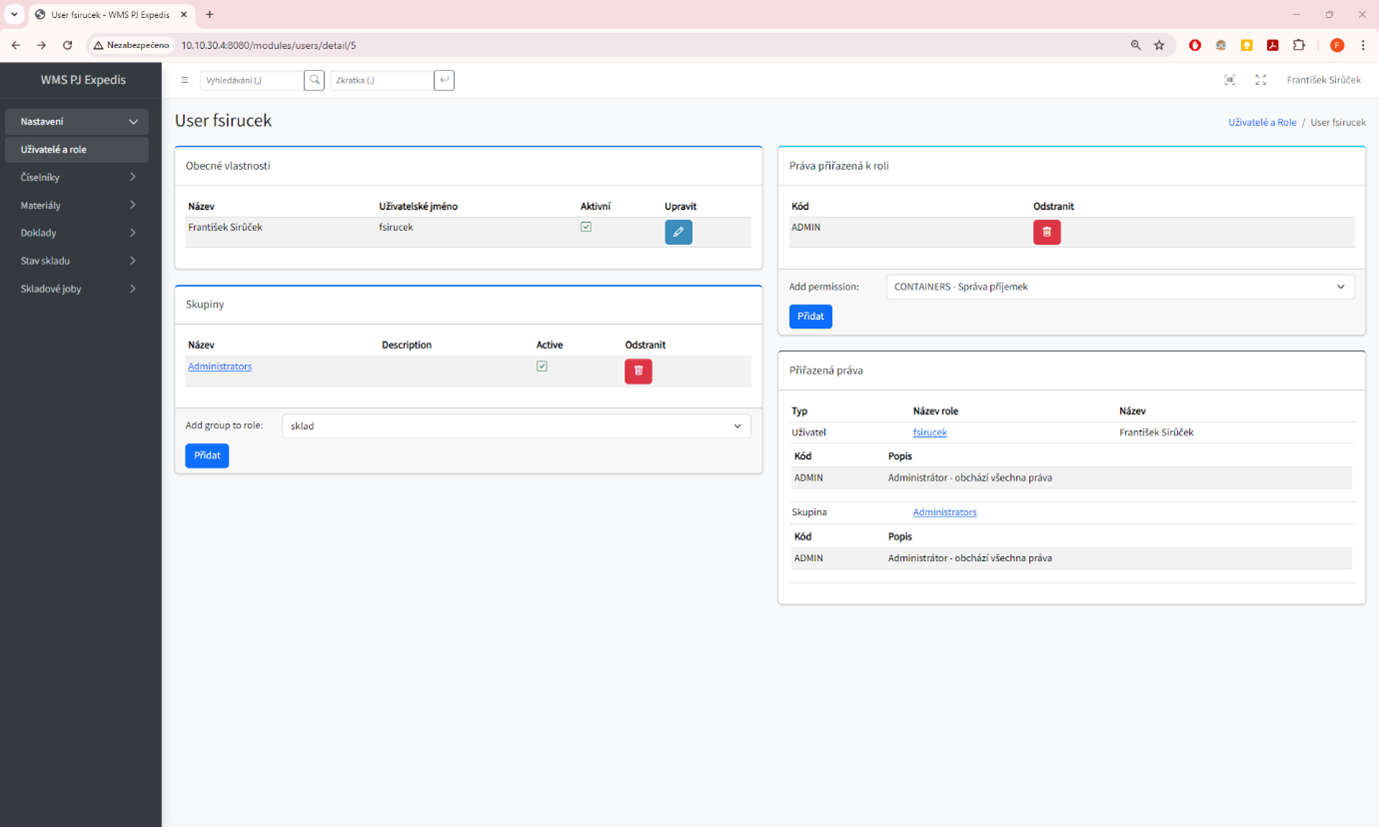 User fsirucek - WMS PJ Expedis
Nezabezpečeno 10.10.30.4:8080/modules/users/detail/5
F
WMS PJ Expedis
Nastavení
Uživatelé a role
Číselníky
Materiály
Doklady
Stav skladu
Skladové joby
Vyhledávání (,) Zkratka (.) František Sirůček
User fsirucek
Uživatelé a Role / User fsirucek
Obecné vlastnosti
Název Uživatelské jméno Aktivní Upravit
František Sirůček fsirucek
Skupiny
Název Description Active Odstranit
Administrators
Add group to role: sklad
Přidat
Práva přiřazená k roli
Kód Odstranit
ADMIN
Add permission: CONTAINERS - Správa příjemek
Přidat
Přiřazená práva
Typ Název role Název
Uživatel fsirucek František Sirůček
Kód Popis
ADMIN Administrátor - obchází všechna práva
Skupina Administrators
Kód Popis
ADMIN Administrátor - obchází všechna práva